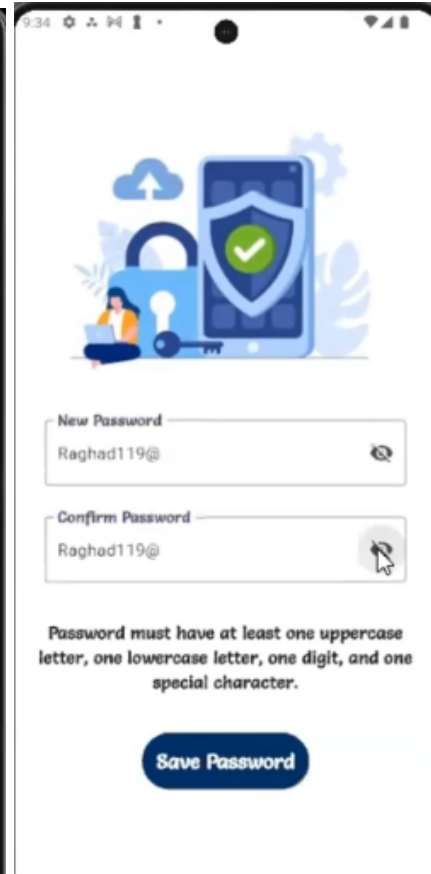 9:34
New Password
Raghad119@
Confirm Password
Raghad119@
Password must have at least one uppercase
letter, one lowercase letter, one digit, and one
special character.
Save Password